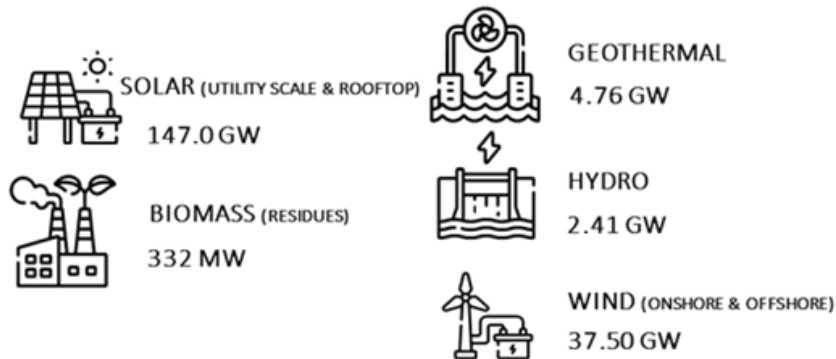 SOLAR (UTILITY SCALE & ROOFTOP)
147.0 GW
BIOMASS (RESIDUES)
332 MW
GEOTHERMAL
4.76 GW
HYDRO
2.41 GW
WIND (ONSHORE & OFFSHORE)
37.50 GW